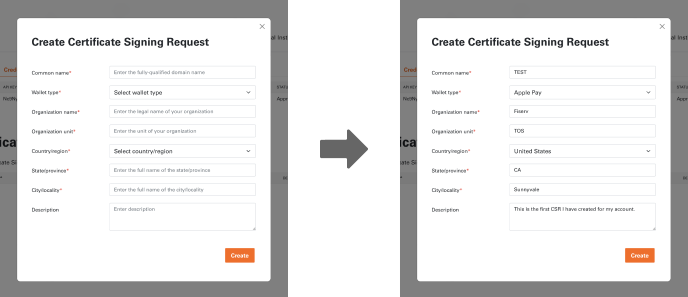 Create Certificate Signing Request
Common name* Enter the fully-qualified domain name
Wallet type* Select wallet type
Organization name* Enter the legal name of your organization
Organization unit* Enter the unit of your organization
Country/region* Select country/region
State/province* Enter the full name of the state/province
City/locality* Enter the full name of the city/locality
Description Enter description
Create
Create Certificate Signing Request
Common name* TEST
Wallet type* Apple Pay
Organization name* Fiserv
Organization unit* TOS
Country/region* United States
State/province* CA
City/locality* Sunnyvale
Description This is the first CSR I have created for my account.
Create